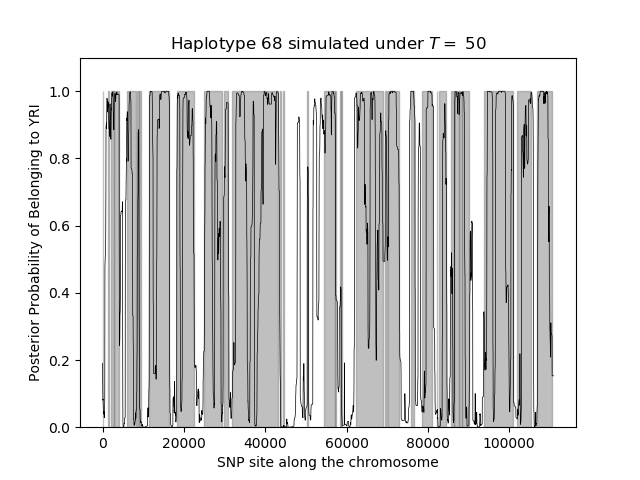 Haplotype 68 simulated under T = 50
Posterior Probability of Belonging to YRI
1.0
0.8
0.6
0.4
0.2
0.0
0 20000 40000 60000 80000 100000
SNP site along the chromosome